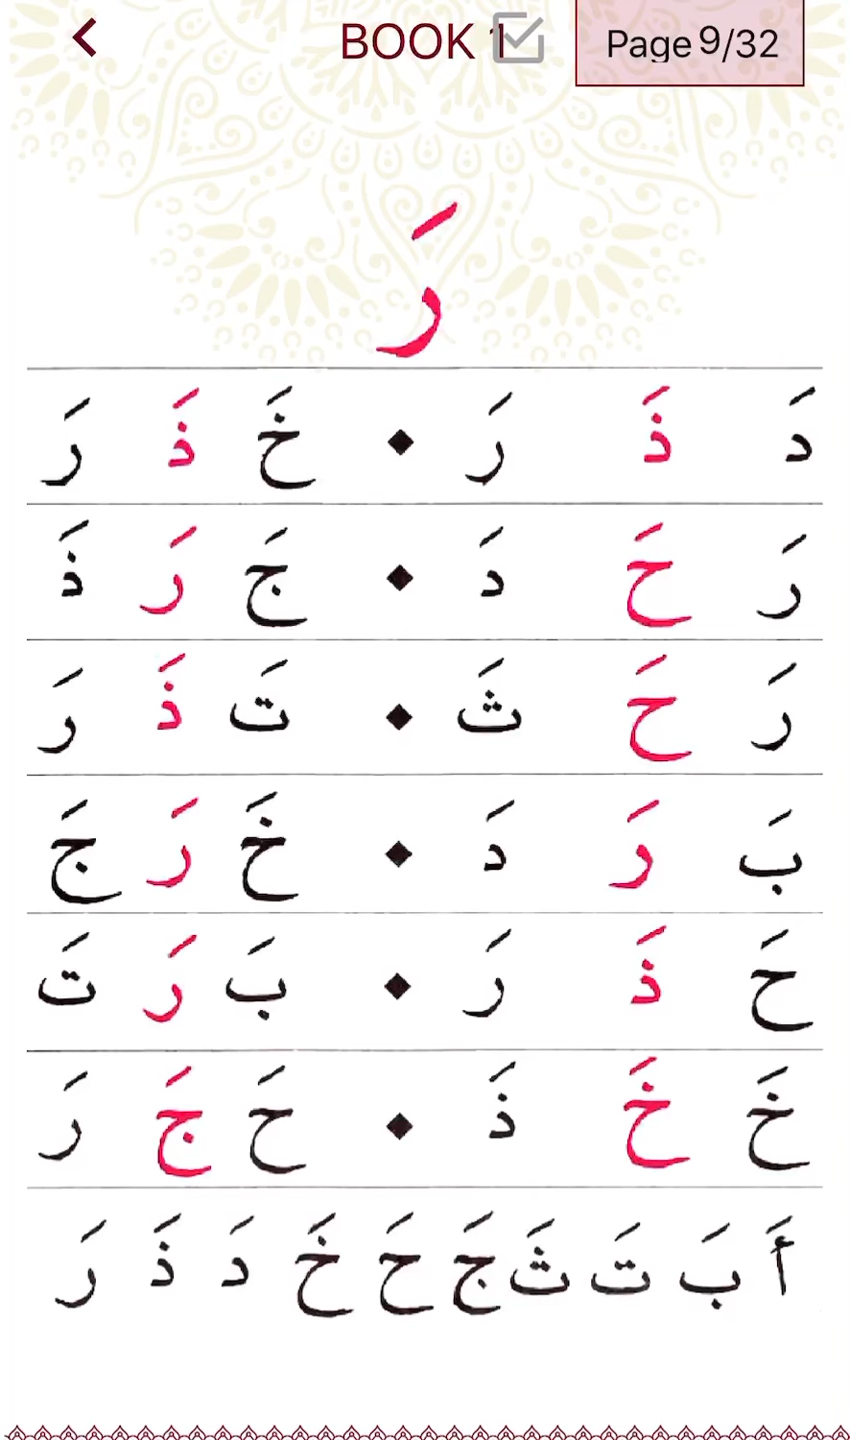 BOOK 1
Page 9/32
رَ
دَ ذَ رَ ◆ خَ ذَ رَ
رَ حَ دَ ◆ جَ رَ ذَ
رَ حَ ثَ ◆ تَ ذَ رَ
بَ رَ دَ ◆ خَ رَ جَ
حَ ذَ رَ ◆ بَ رَ تَ
خَ خَ ذَ ◆ حَ جَ رَ
أَ بَ تَ ثَ جَ حَ خَ دَ ذَ رَ